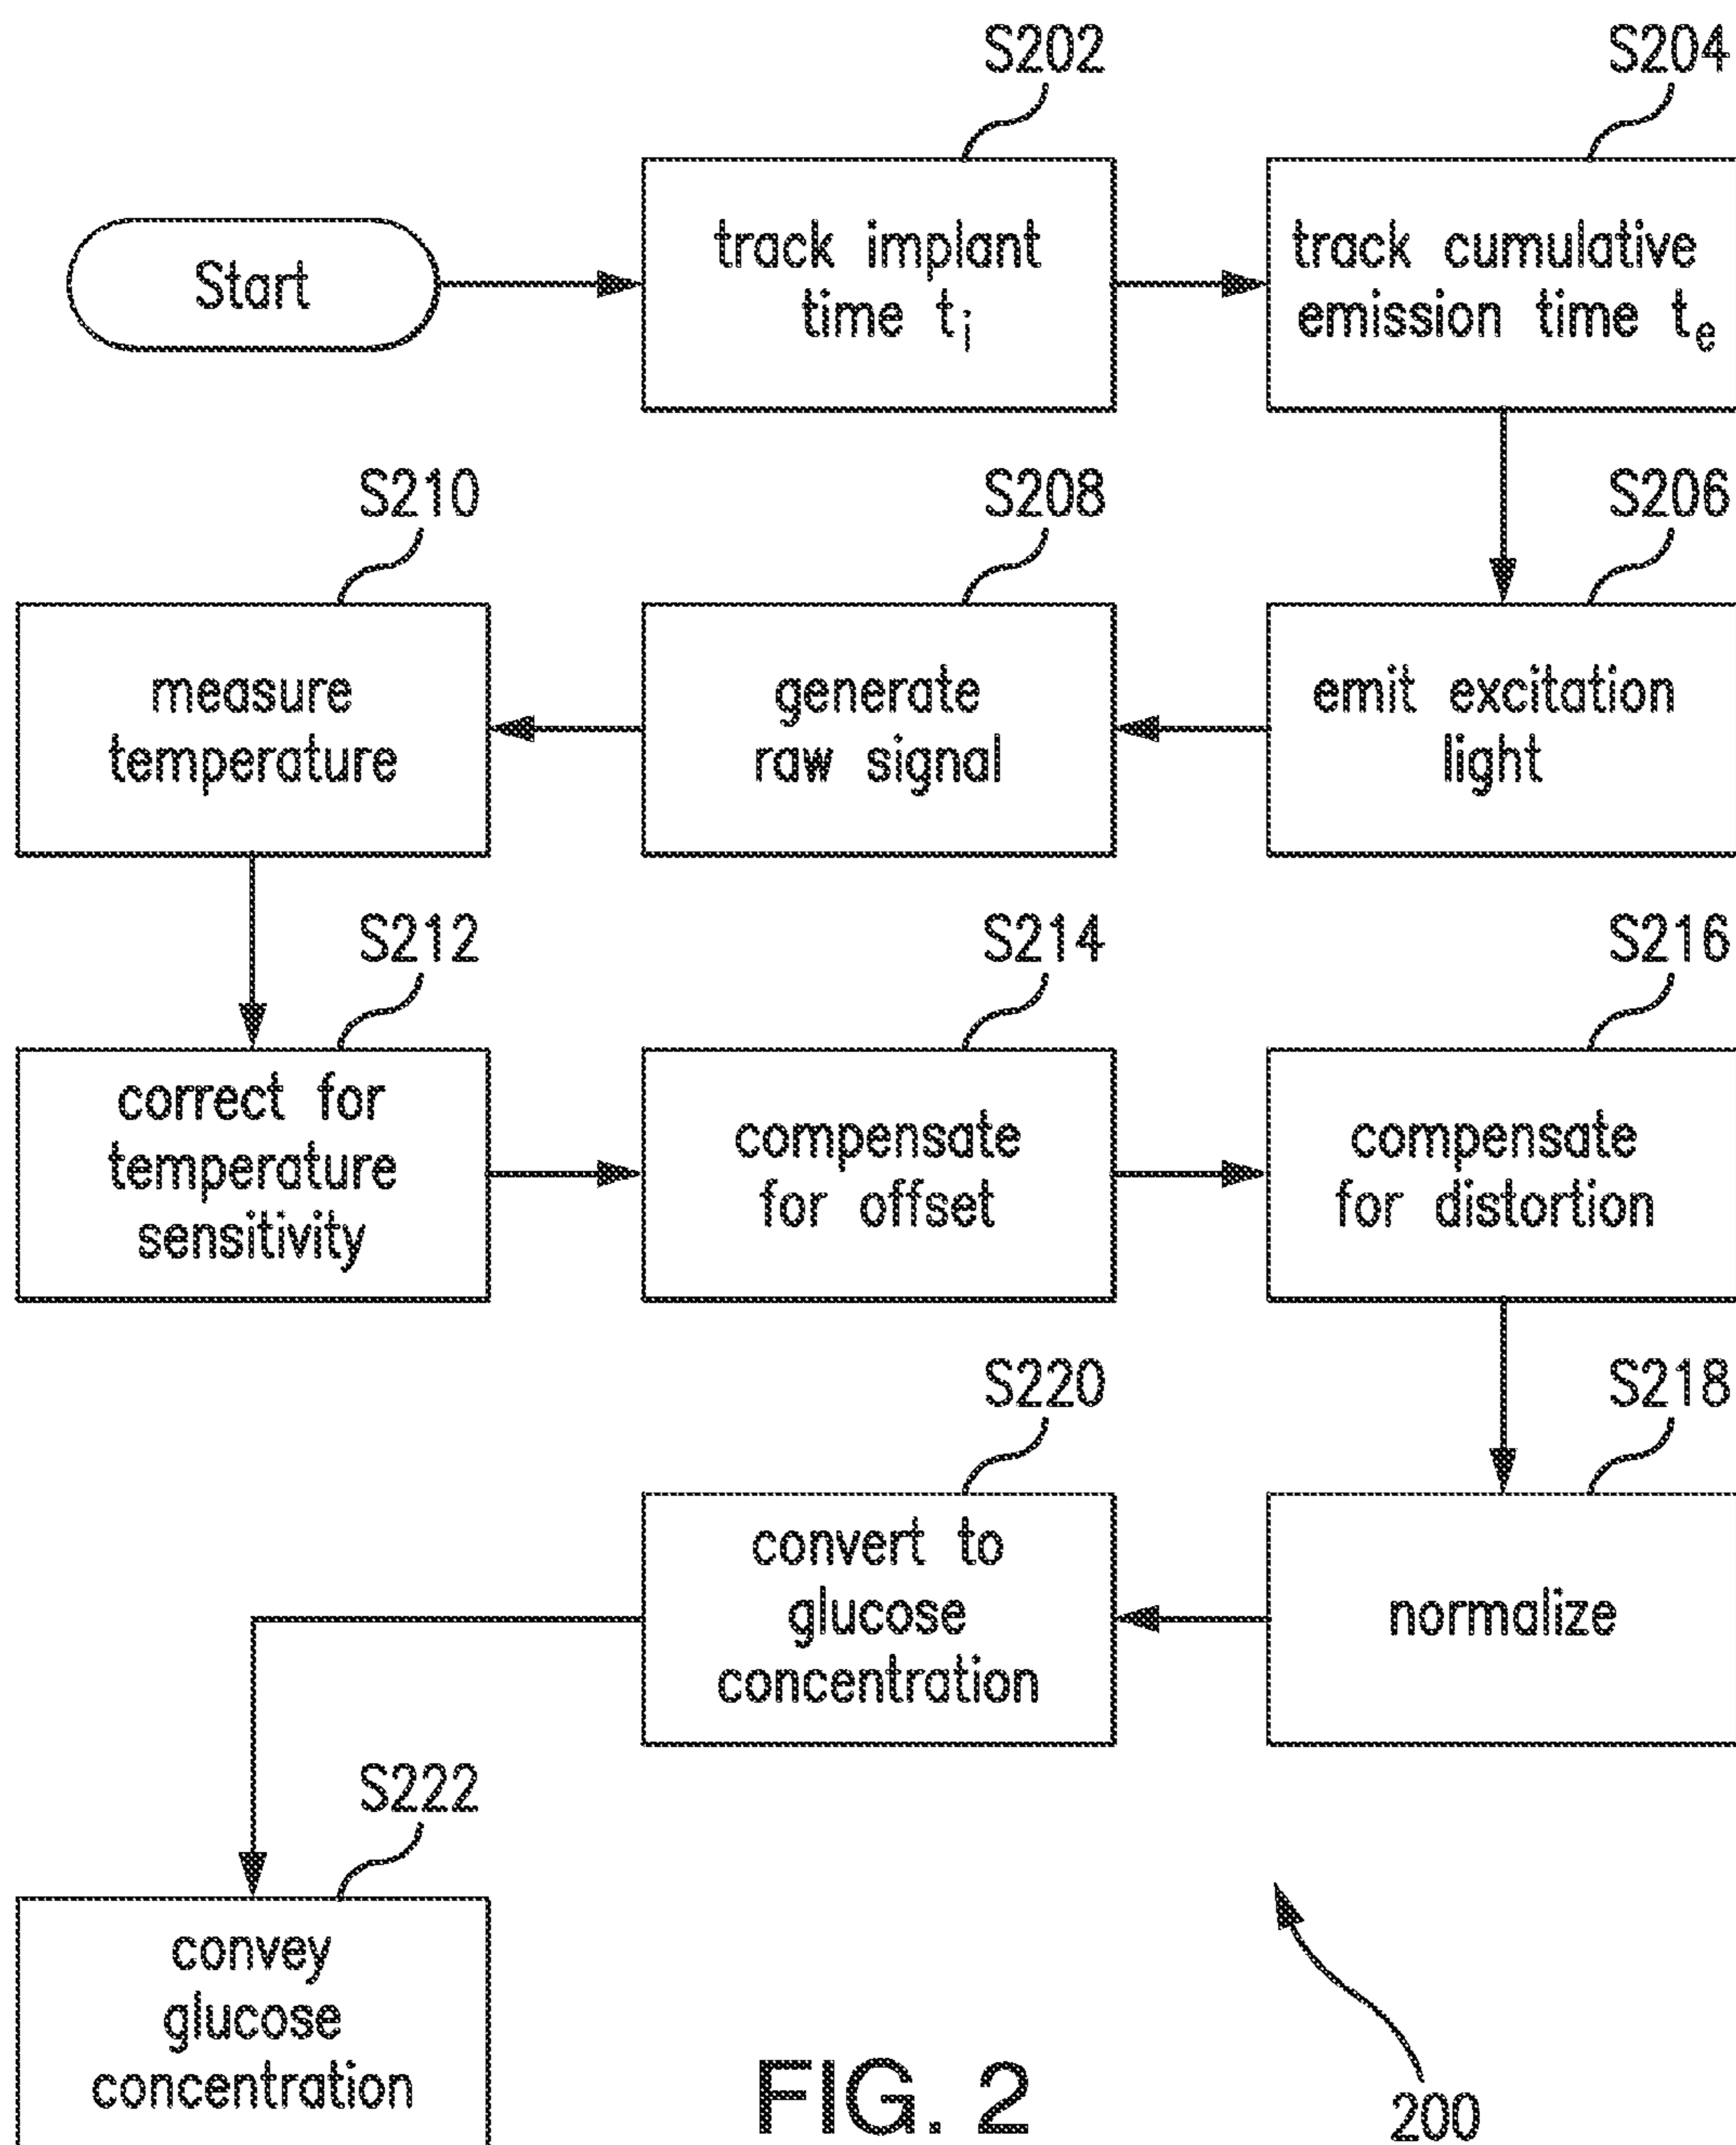 S202
S204
Start
track implant
time ti
track cumulative
emission time te
S210
S208
S206
measure
temperature
generate
raw signal
emit excitation
light
S212
S214
S216
correct for
temperature
sensitivity
compensate
for offset
compensate
for distortion
S220
S218
convert to
glucose
concentration
normalize
S222
convey
glucose
concentration
FIG. 2
200